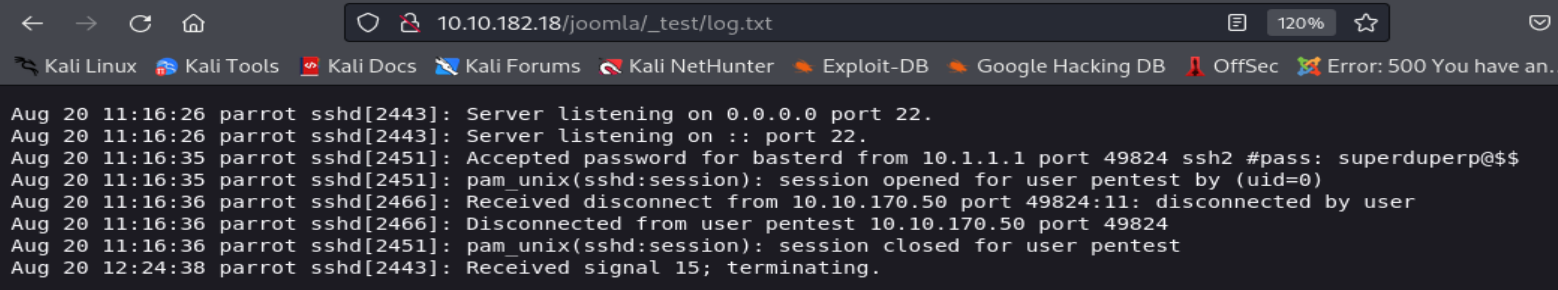 10.10.182.18/joomla/_test/log.txt
120%
Kali Linux Kali Tools Kali Docs Kali Forums Kali NetHunter Exploit-DB Google Hacking DB OffSec Error: 500 You have an.
Aug 20 11:16:26 parrot sshd[2443]: Server listening on 0.0.0.0 port 22.
Aug 20 11:16:26 parrot sshd[2443]: Server listening on :: port 22.
Aug 20 11:16:35 parrot sshd[2451]: Accepted password for basterd from 10.1.1.1 port 49824 ssh2 #pass: superduperp@$$
Aug 20 11:16:35 parrot sshd[2451]: pam_unix(sshd:session): session opened for user pentest by (uid=0)
Aug 20 11:16:36 parrot sshd[2466]: Received disconnect from 10.10.170.50 port 49824:11: disconnected by user
Aug 20 11:16:36 parrot sshd[2466]: Disconnected from user pentest 10.10.170.50 port 49824
Aug 20 11:16:36 parrot sshd[2451]: pam_unix(sshd:session): session closed for user pentest
Aug 20 12:24:38 parrot sshd[2443]: Received signal 15; terminating.